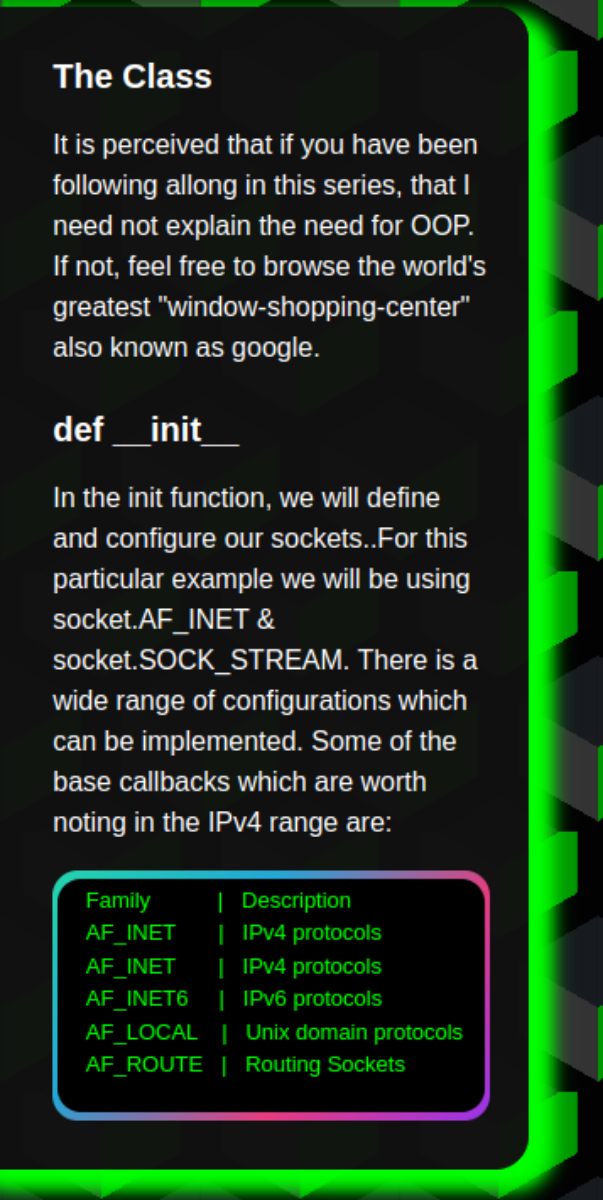 The Class
It is perceived that if you have been
following allong in this series, that I
need not explain the need for OOP.
If not, feel free to browse the world's
greatest "window-shopping-center"
also known as google.
def __init__
In the init function, we will define
and configure our sockets..For this
particular example we will be using
socket.AF_INET &
socket.SOCK_STREAM. There is a
wide range of configurations which
can be implemented. Some of the
base callbacks which are worth
noting in the IPv4 range are:
Family | Description
AF_INET | IPv4 protocols
AF_INET | IPv4 protocols
AF_INET6 | IPv6 protocols
AF_LOCAL | Unix domain protocols
AF_ROUTE | Routing Sockets